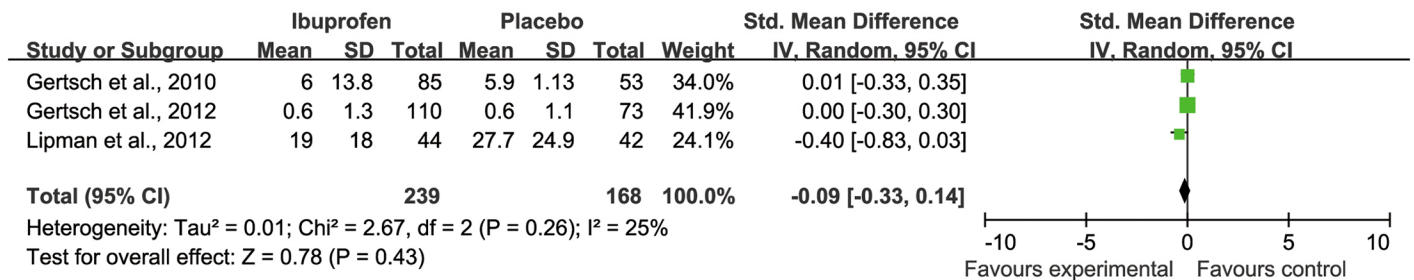 Ibuprofen Placebo Std. Mean Difference Std. Mean Difference
Study or Subgroup Mean SD Total Mean SD Total Weight IV, Random, 95% CI IV, Random, 95% CI
Gertsch et al., 2010 6 13.8 85 5.9 1.13 53 34.0% 0.01 [-0.33, 0.35]
Gertsch et al., 2012 0.6 1.3 110 0.6 1.1 73 41.9% 0.00 [-0.30, 0.30]
Lipman et al., 2012 19 18 44 27.7 24.9 42 24.1% -0.40 [-0.83, 0.03]
Total (95% CI) 239 168 100.0% -0.09 [-0.33, 0.14]
Heterogeneity: Tau² = 0.01; Chi² = 2.67, df = 2 (P = 0.26); I² = 25%
Test for overall effect: Z = 0.78 (P = 0.43)
-10 -5 0 5 10
Favours experimental Favours control